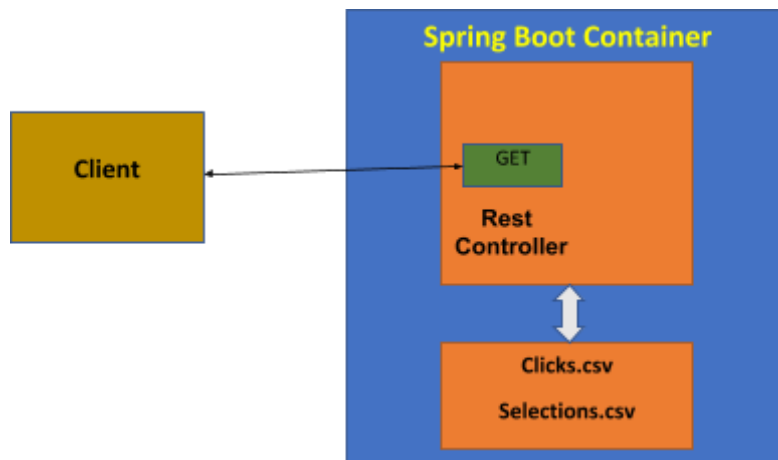 Spring Boot Container
Client
GET
Rest
Controller
Clicks.csv
Selections.csv